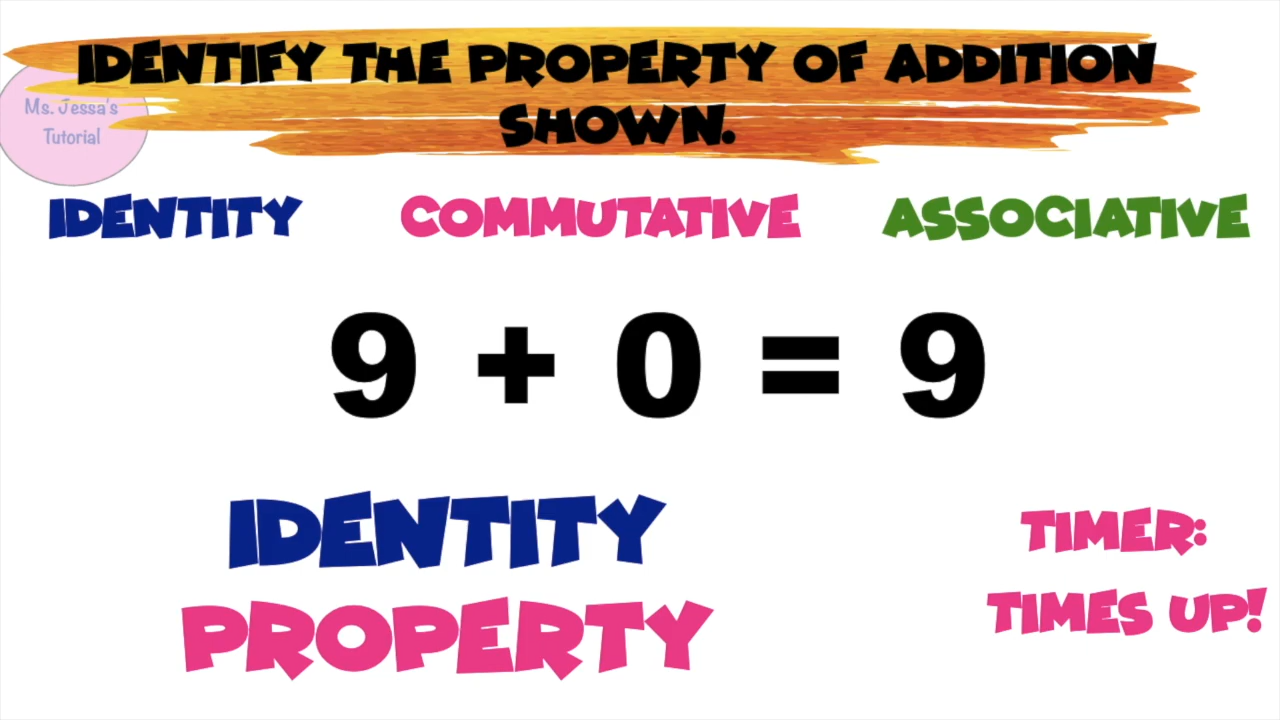 IDENTIFY THE PROPERTY OF ADDITION
SHOWN.
Ms. Jessa's
Tutorial
IDENTITY COMMUTATIVE ASSOCIATIVE
9 + 0 = 9
IDENTITY
PROPERTY
TIMER:
TIMES UP!